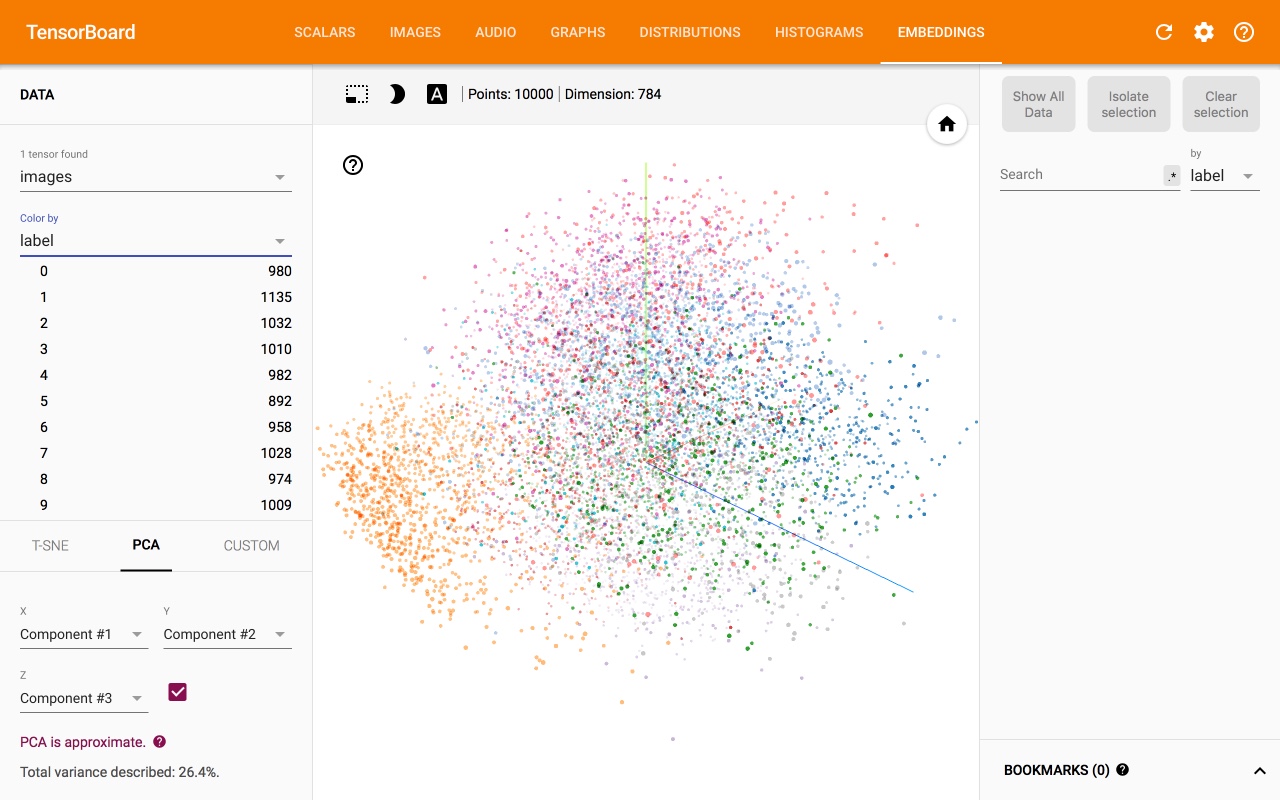 TensorBoard
SCALARS IMAGES AUDIO GRAPHS DISTRIBUTIONS HISTOGRAMS EMBEDDINGS
DATA
1 tensor found
images
Color by
label
0 980
1 1135
2 1032
3 1010
4 982
5 892
6 958
7 1028
8 974
9 1009
T-SNE PCA CUSTOM
X Y
Component #1 Component #2
Z
Component #3
PCA is approximate.
Total variance described: 26.4%.
A Points: 10000 Dimension: 784
Show All Data
Isolate selection
Clear selection
Search .*
by
label
BOOKMARKS (0)